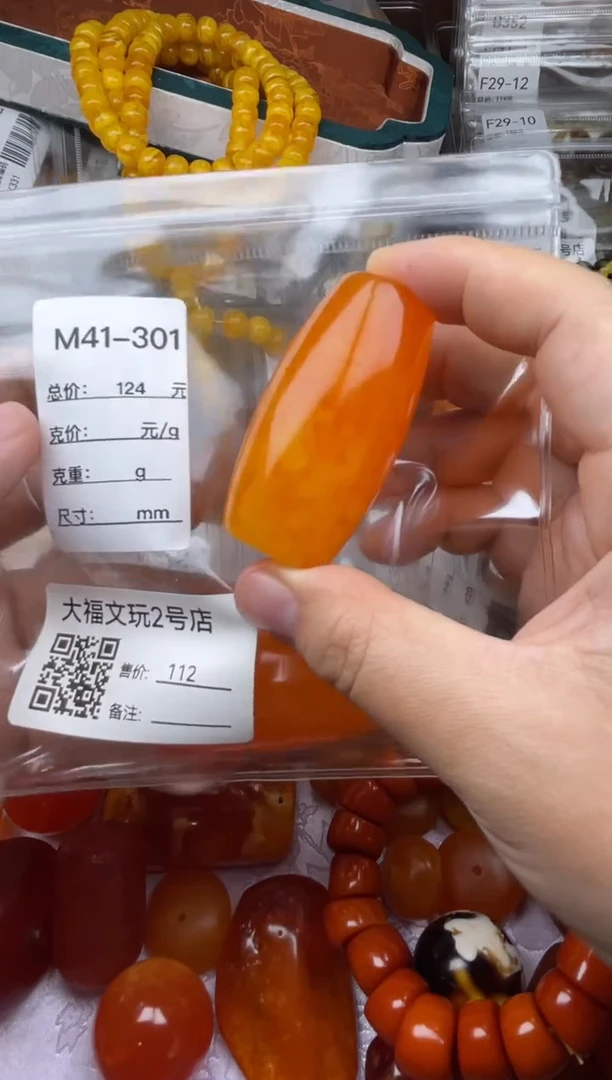 F29-12
F29-10
M41-301
总价: 124 元
克价: 元/g
克重: g
尺寸: mm
大福文玩2号店
售价: 112
备注: